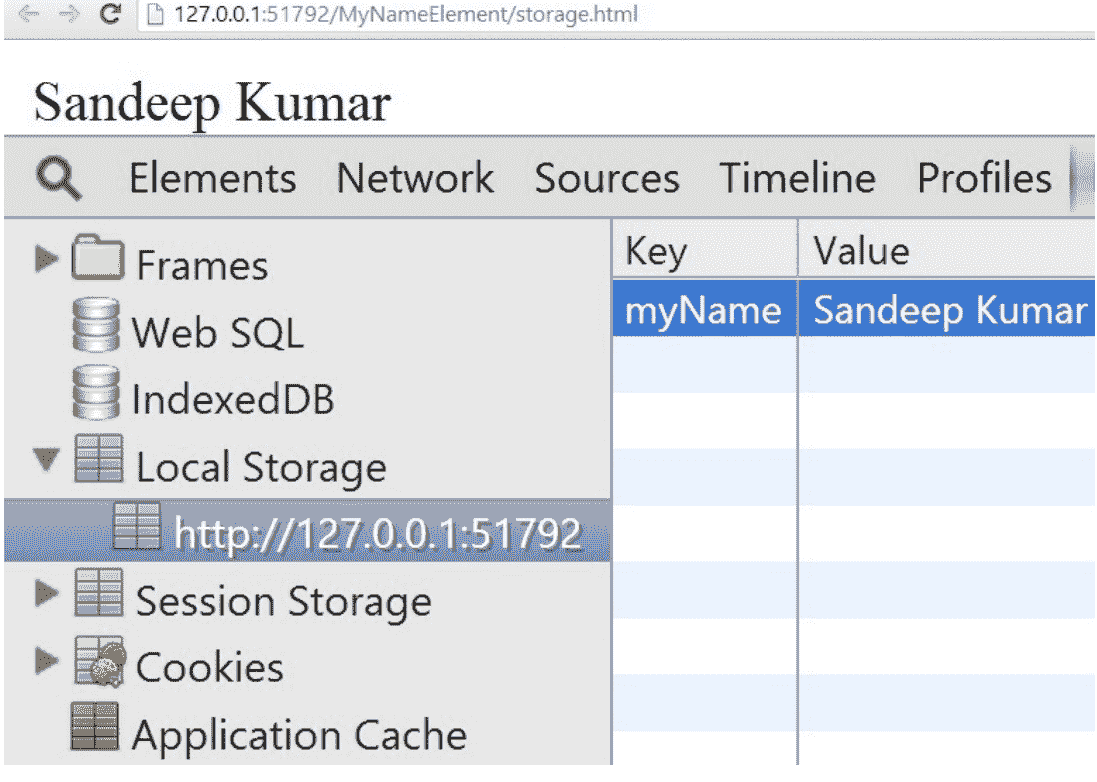 127.0.0.1:51792/MyNameElement/storage.html
Sandeep Kumar
Elements Network Sources Timeline Profiles
Key Value
Frames
myName Sandeep Kumar
Web SQL
IndexedDB
Local Storage
http://127.0.0.1:51792
Session Storage
Cookies
Application Cache